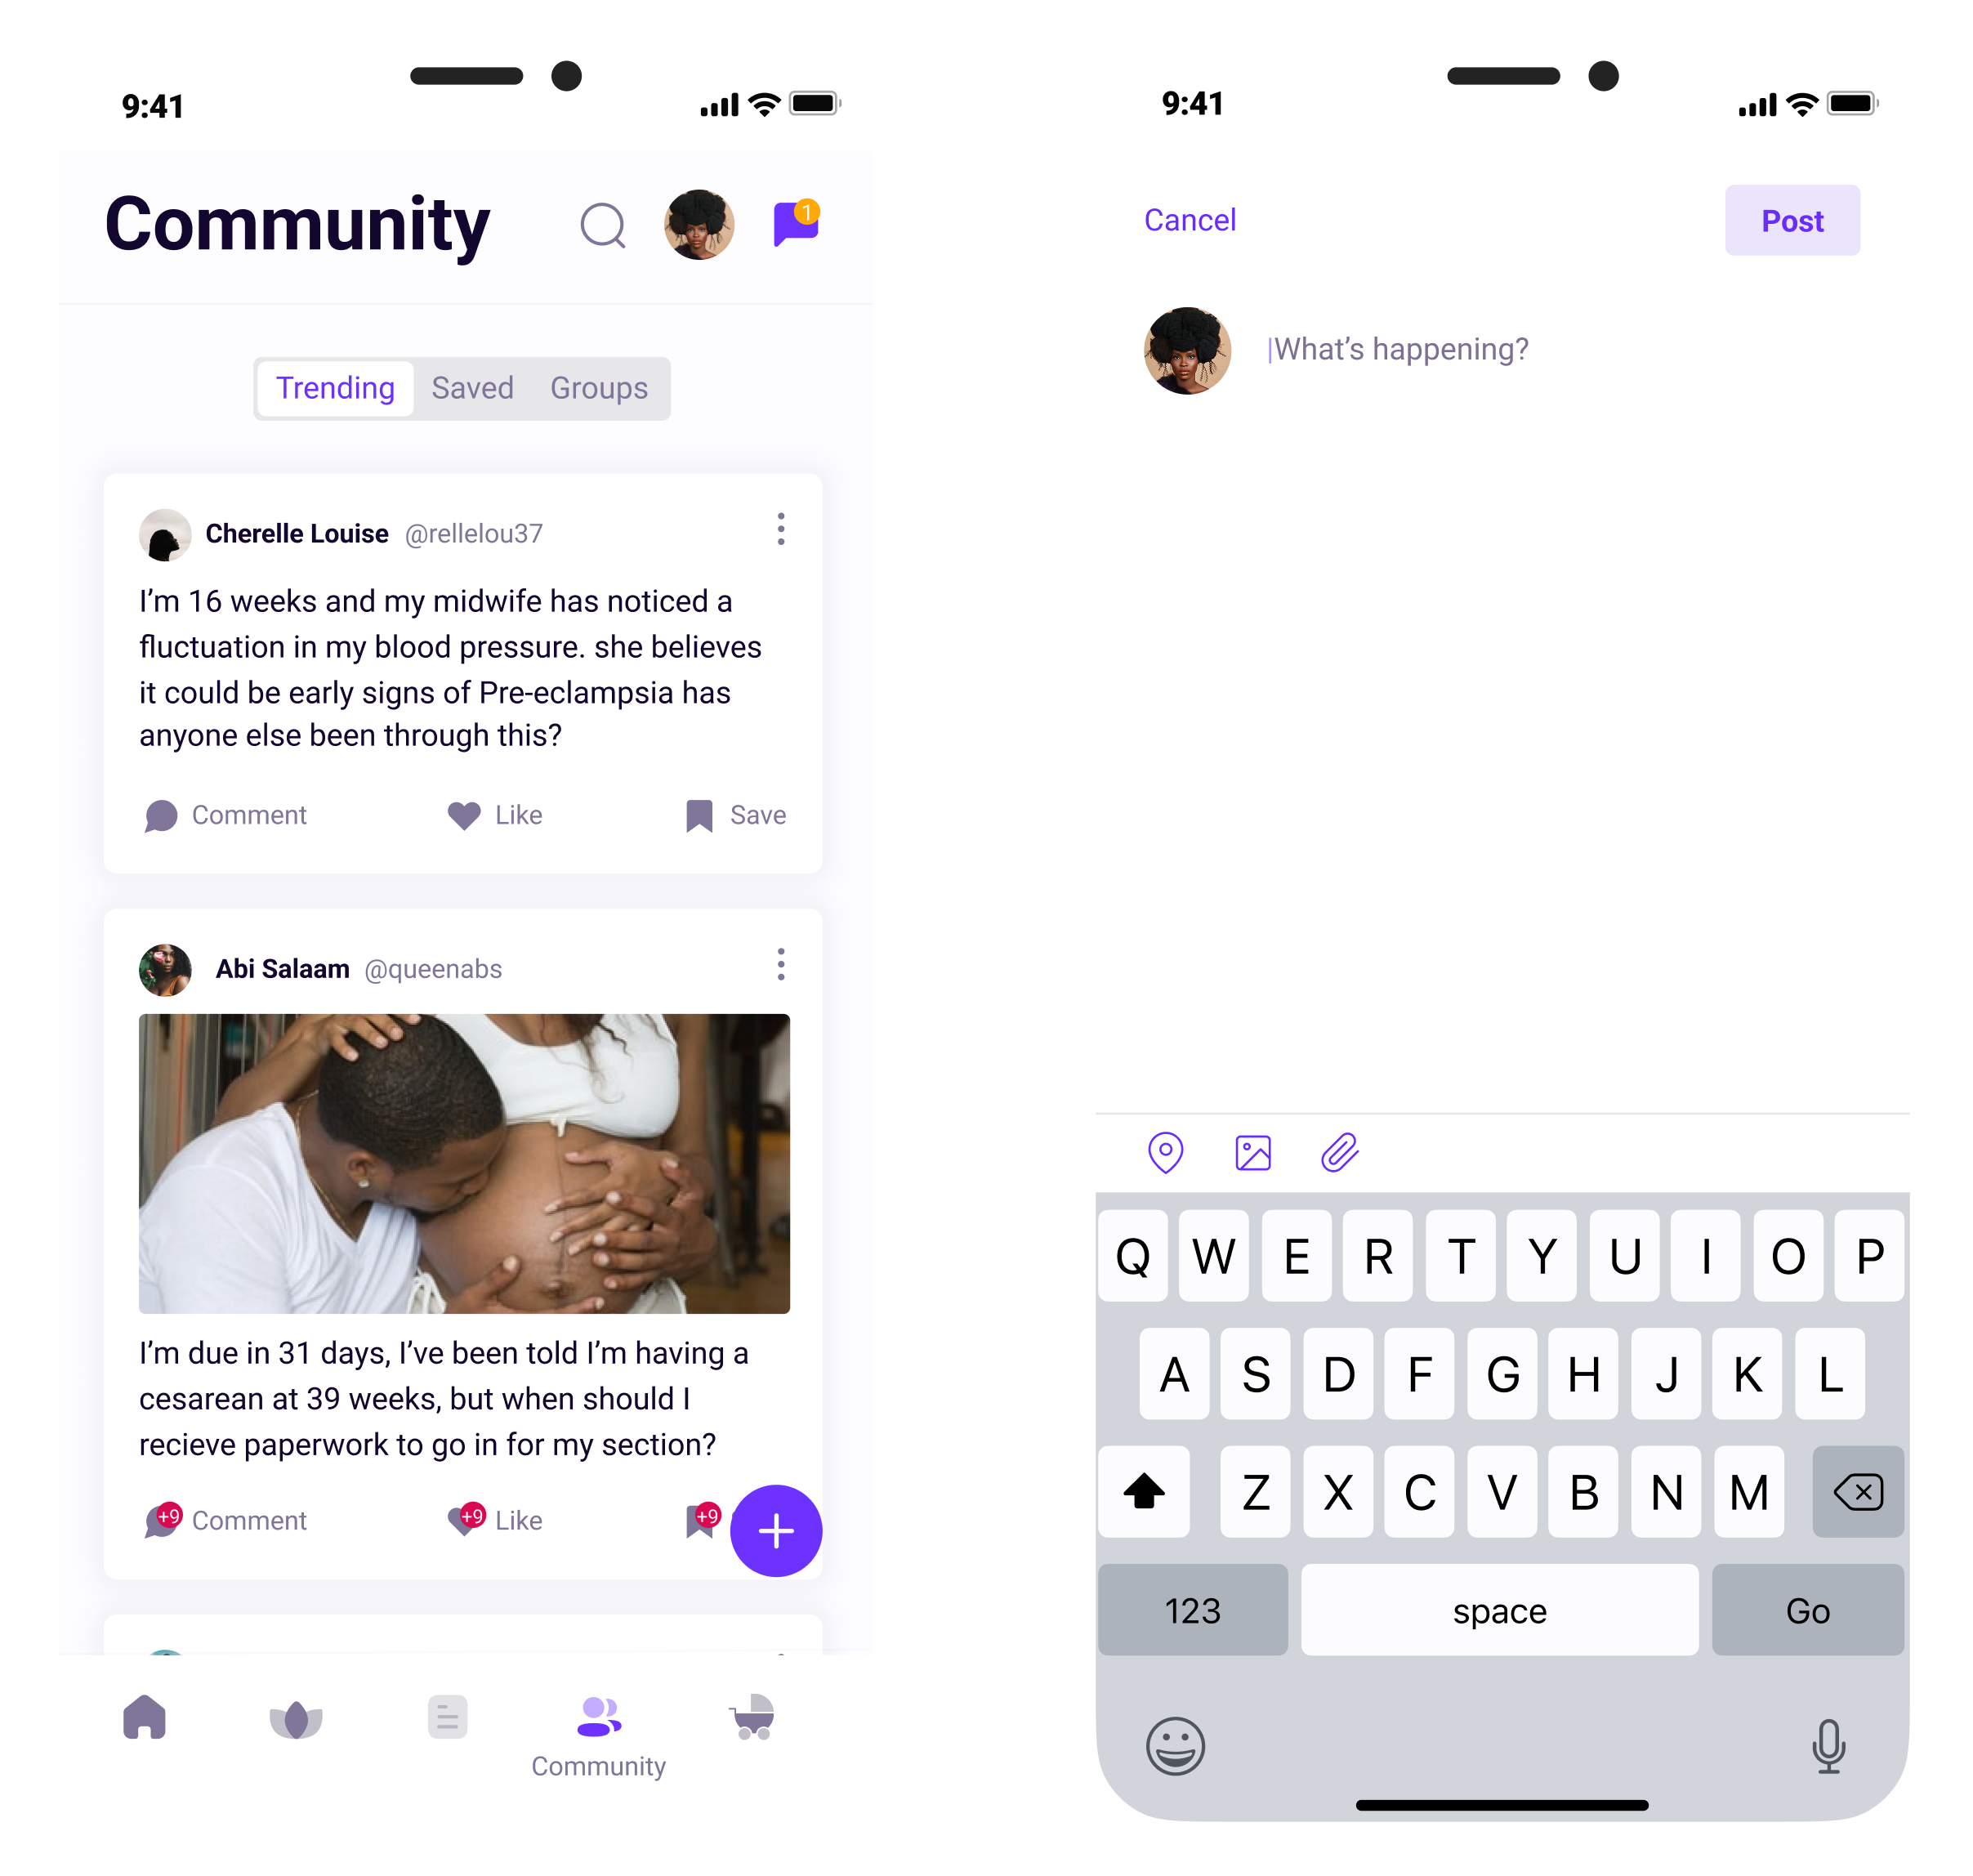 9:41
Community
1
Trending Saved Groups
Cherelle Louise @rellelou37
I’m 16 weeks and my midwife has noticed a
fluctuation in my blood pressure. she believes
it could be early signs of Pre-eclampsia has
anyone else been through this?
Comment Like Save
Abi Salaam @queenabs
I’m due in 31 days, I’ve been told I’m having a
cesarean at 39 weeks, but when should I
recieve paperwork to go in for my section?
+9 Comment +9 Like +9
Community
9:41
Cancel Post
What’s happening?
Q W E R T Y U I O P
A S D F G H J K L
Z X C V B N M
123 space Go